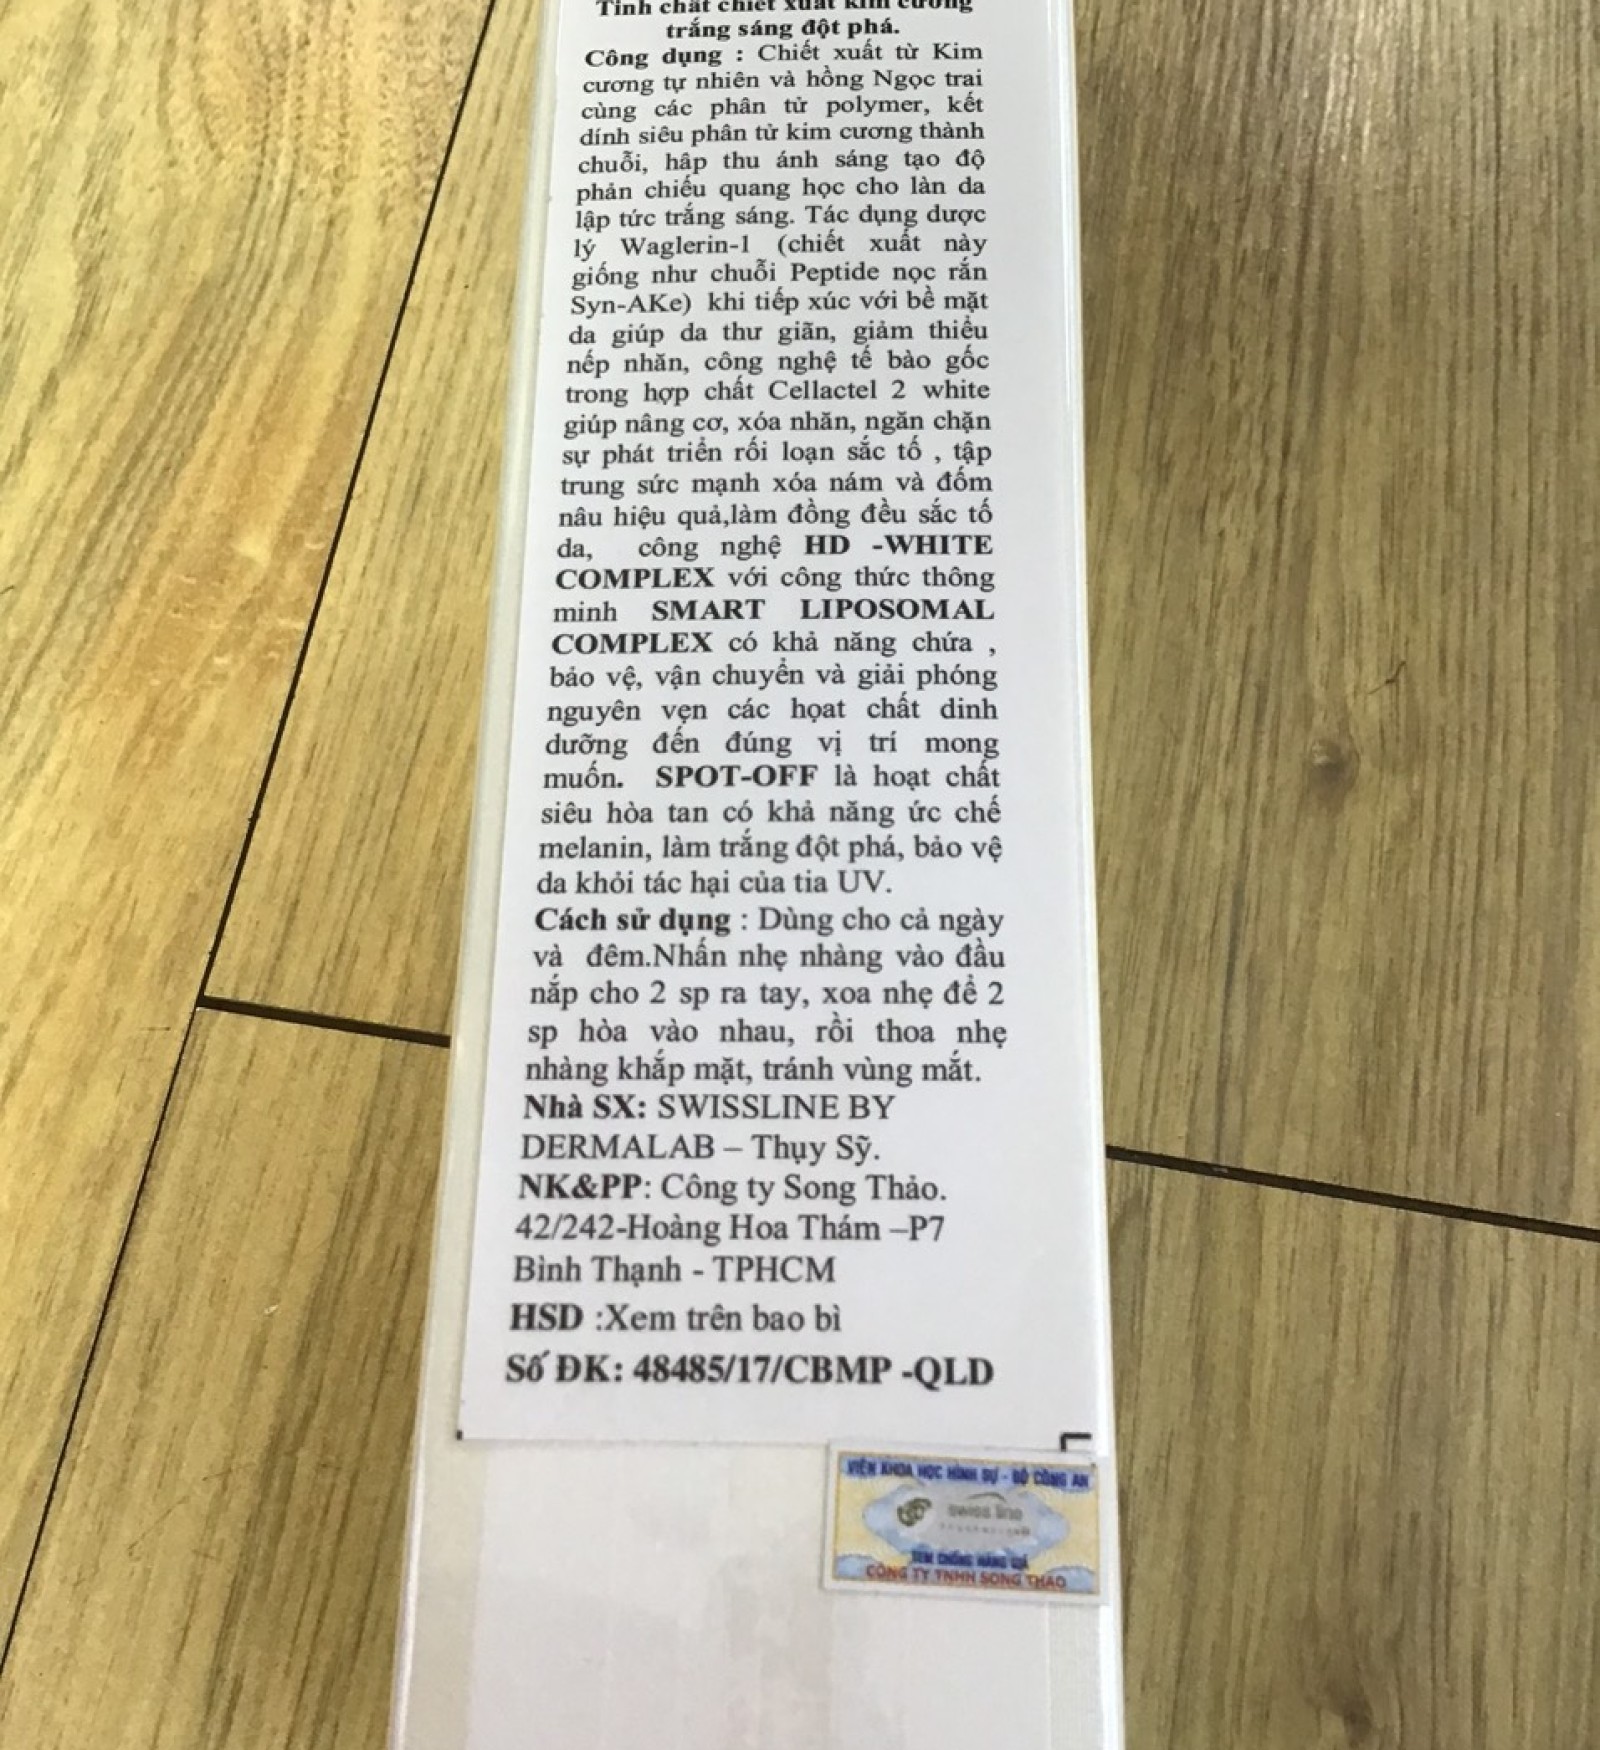 Tinh chất chiết xuất kim cương
trắng sáng đột phá.
Công dụng : Chiết xuất từ Kim
cương tự nhiên và hồng Ngọc trai
cùng các phân tử polymer, kết
dính siêu phân tử kim cương thành
chuỗi, hấp thu ánh sáng tạo độ
phản chiếu quang học cho làn da
lập tức trắng sáng. Tác dụng dược
lý Waglerin-1 (chiết xuất này
giống như chuỗi Peptide nọc rắn
Syn-AKe) khi tiếp xúc với bề mặt
da giúp da thư giãn, giảm thiểu
nếp nhăn, công nghệ tế bào gốc
trong hợp chất Cellactel 2 white
giúp nâng cơ, xóa nhăn, ngăn chặn
sự phát triển rối loạn sắc tố , tập
trung sức mạnh xóa nám và đốm
nâu hiệu quả,làm đồng đều sắc tố
da, công nghệ HD -WHITE
COMPLEX với công thức thông
minh SMART LIPOSOMAL
COMPLEX có khả năng chứa ,
bảo vệ, vận chuyển và giải phóng
nguyên vẹn các hoạt chất dinh
dưỡng đến đúng vị trí mong
muốn. SPOT-OFF là hoạt chất
siêu hòa tan có khả năng ức chế
melanin, làm trắng đột phá, bảo vệ
da khỏi tác hại của tia UV.
Cách sử dụng : Dùng cho cả ngày
và đêm.Nhấn nhẹ nhàng vào đầu
nắp cho 2 sp ra tay, xoa nhẹ để 2
sp hòa vào nhau, rồi thoa nhẹ
nhàng khắp mặt, tránh vùng mắt.
Nhà SX: SWISSLINE BY
DERMALAB – Thụy Sỹ.
NK&PP: Công ty Song Thảo.
42/242-Hoàng Hoa Thám –P7
Bình Thạnh - TPHCM
HSD :Xem trên bao bì
Số ĐK: 48485/17/CBMP -QLD
VIỆN KHOA HỌC HÌNH SỰ - BỘ CÔNG AN
swiss line
TEM CHỐNG HÀNG GIẢ
CÔNG TY TNHH SONG THẢO